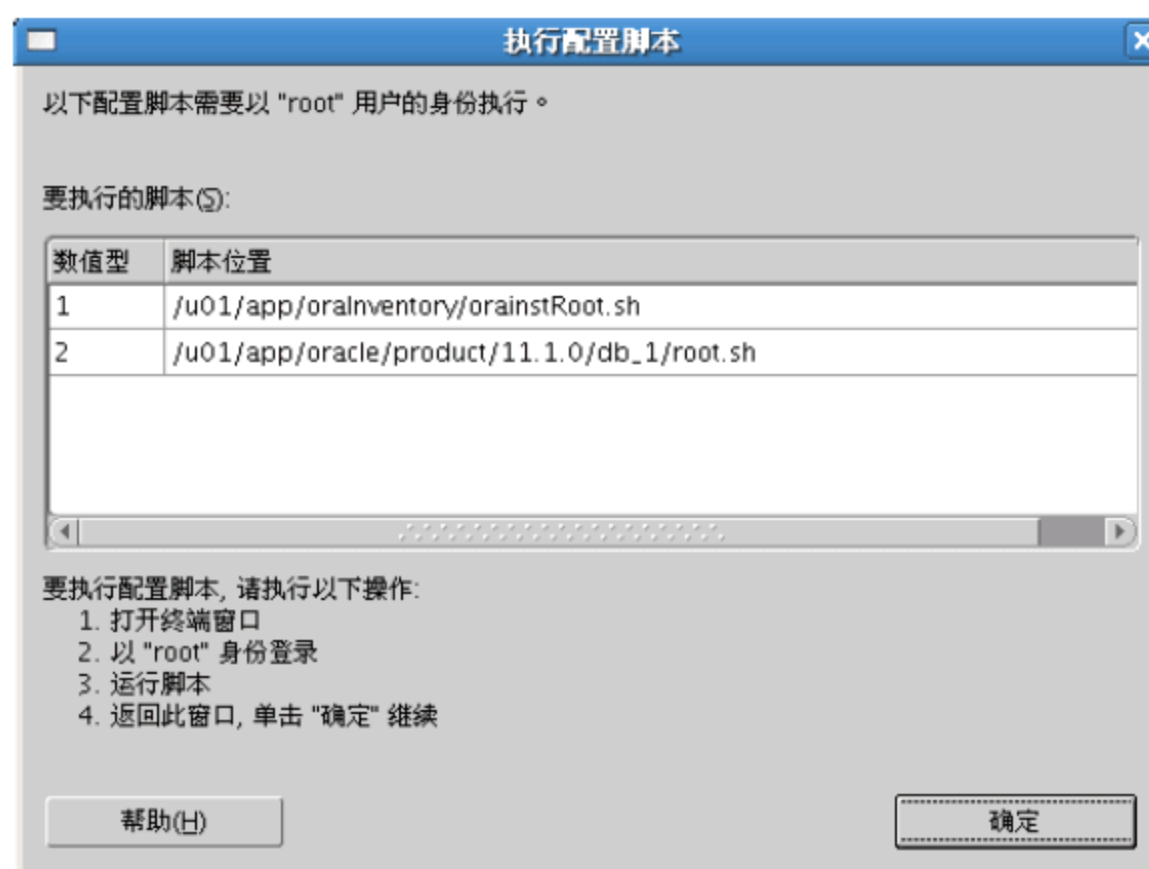 执行配置脚本
以下配置脚本需要以 "root" 用户的身份执行。
要执行的脚本(S):
数值型 脚本位置
1 /u01/app/oraInventory/orainstRoot.sh
2 /u01/app/oracle/product/11.1.0/db_1/root.sh
要执行配置脚本, 请执行以下操作:
1. 打开终端窗口
2. 以 "root" 身份登录
3. 运行脚本
4. 返回此窗口, 单击 "确定" 继续
帮助(H) 确定